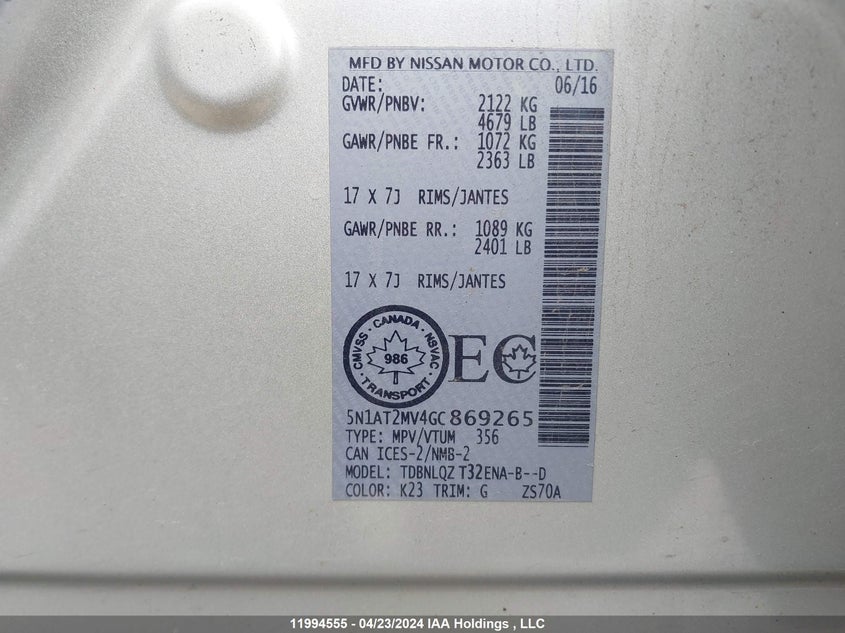 MFD BY NISSAN MOTOR CO., LTD.
DATE: 06/16
GVWR/PNBV: 2122 KG
4679 LB
GAWR/PNBE FR.: 1072 KG
2363 LB
17 X 7J RIMS/JANTES
GAWR/PNBE RR.: 1089 KG
2401 LB
17 X 7J RIMS/JANTES
CMVSS · CANADA · NSVAC · TRANSPORT ·
986
EC
5N1AT2MV4GC869265
TYPE: MPV/VTUM 356
CAN ICES-2/NMB-2
MODEL: TDBNLQZ T32ENA-B--D
COLOR: K23 TRIM: G ZS70A
11994555 - 04/23/2024 IAA Holdings , LLC